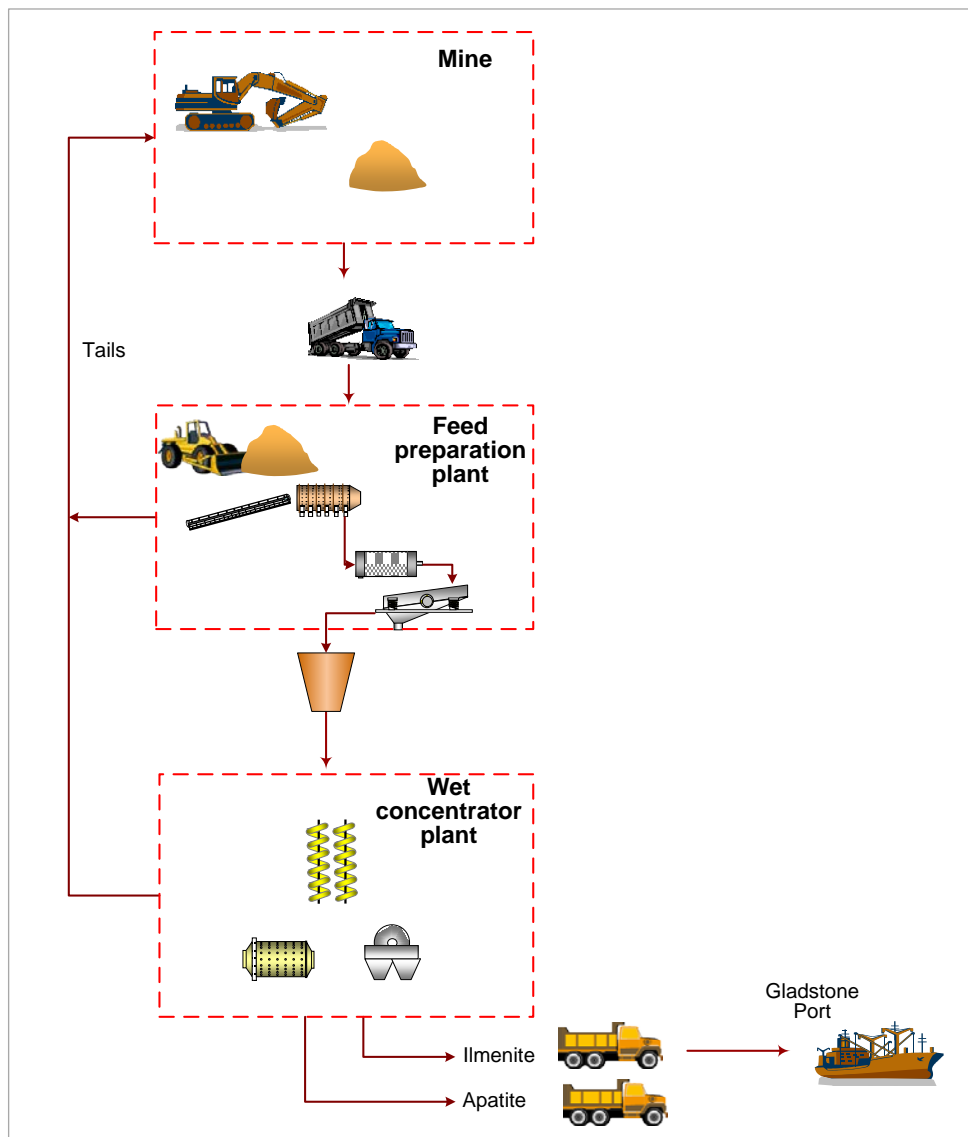 Mine
Tails
Feed
preparation
plant
Wet
concentrator
plant
Gladstone
Port
Ilmenite
Apatite